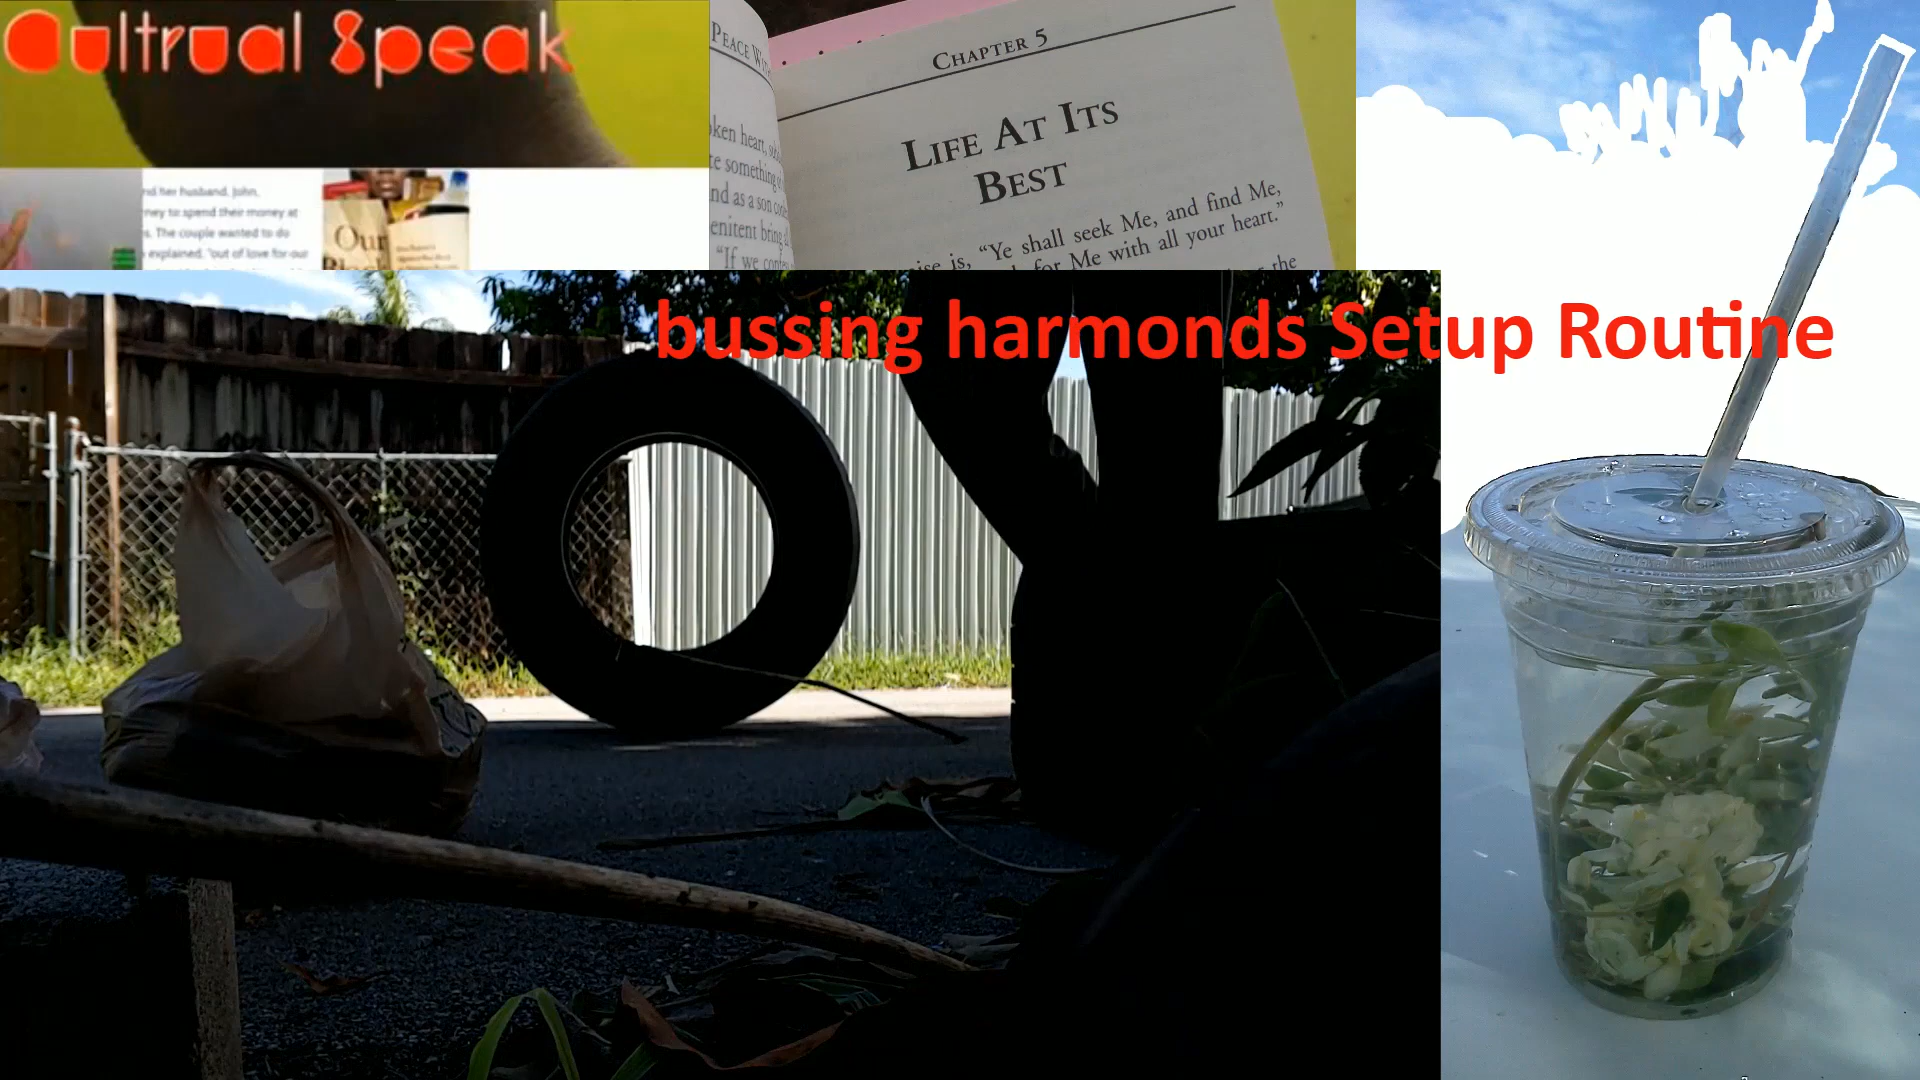 Cultrual Speak
nd her husband, John,
ney to spend their money at
s. The couple wanted to do
explained, "out of love for our
Our
PEACE WITH
ken heart,
te something
nd as a son
enitent bring
"If we
CHAPTER 5
LIFE AT ITS
BEST
ise is, "Ye shall seek Me, and find Me,
for Me with all your heart."
the
bussing harmonds Setup Routine